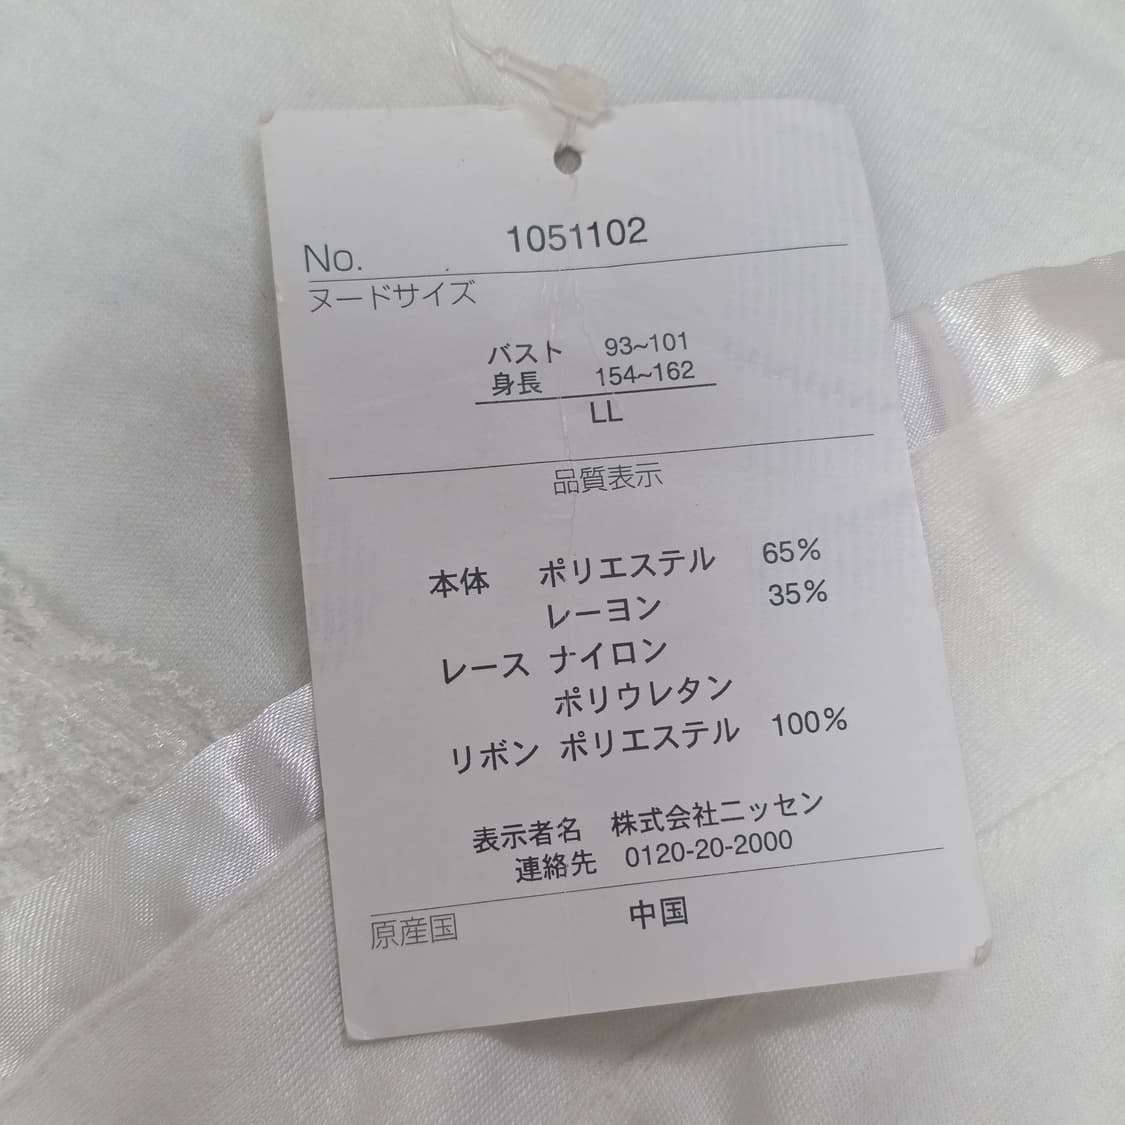 No. 1051102
ヌードサイズ
バスト 93~101
身長 154~162
LL
品質表示
本体 ポリエステル 65%
レーヨン 35%
レース ナイロン
ポリウレタン
リボン ポリエステル 100%
表示者名 株式会社ニッセン
連絡先 0120-20-2000
原産国 中国